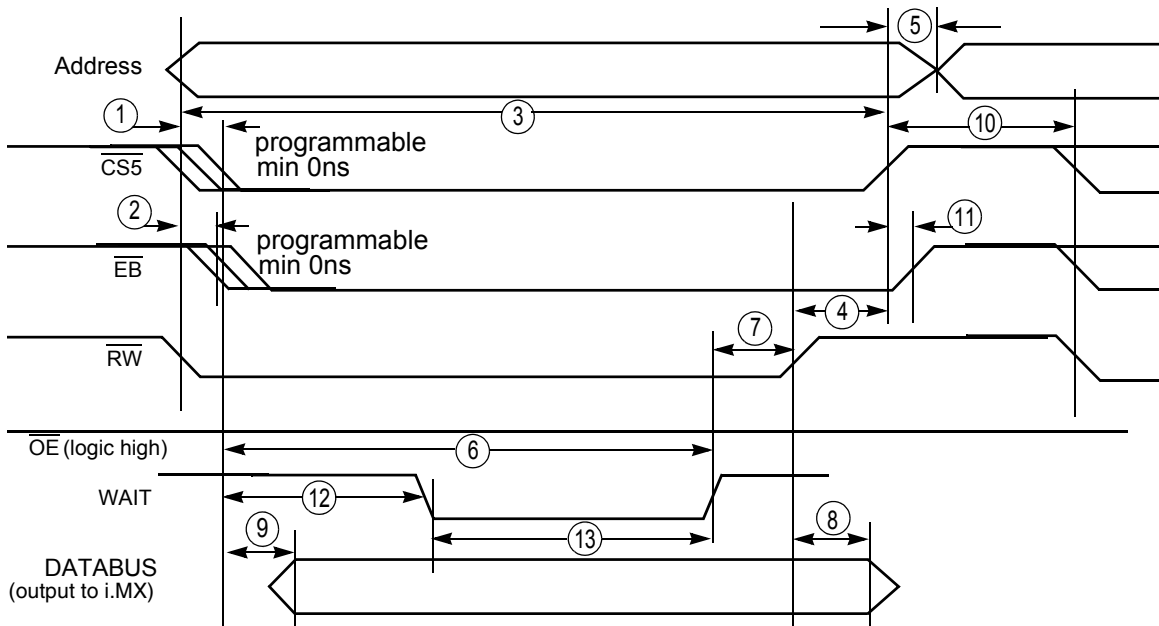 5
Address
1
3
10
programmable
min 0ns
CS5
2
11
programmable
min 0ns
EB
4
7
RW
OE (logic high)
6
WAIT
12
9
13
8
DATABUS
(output to i.MX)